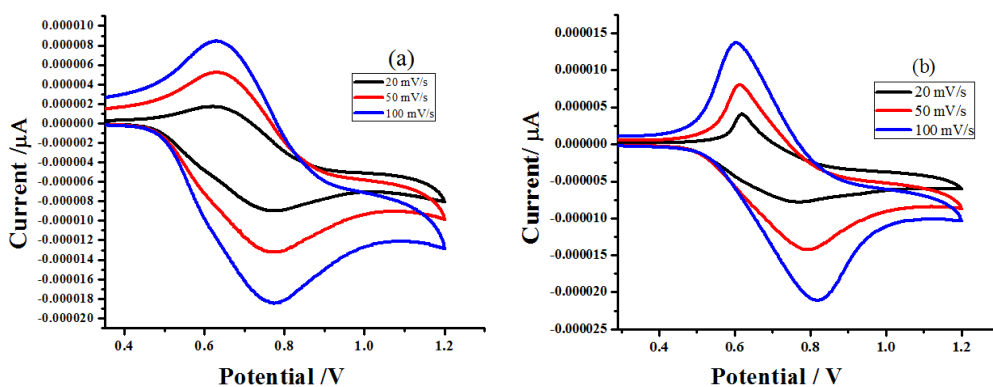 0.000010
0.000008
0.000006
0.000004
0.000002
0.000000
-0.000002
-0.000004
-0.000006
-0.000008
-0.000010
-0.000012
-0.000014
-0.000016
-0.000018
-0.000020
Current /µA
(a)
20 mV/s
50 mV/s
100 mV/s
0.4 0.6 0.8 1.0 1.2
Potential /V
0.000015
0.000010
0.000005
0.000000
-0.000005
-0.000010
-0.000015
-0.000020
-0.000025
Current/ µA
(b)
20 mV/s
50 mV/s
100 mV/s
0.4 0.6 0.8 1.0 1.2
Potential /V